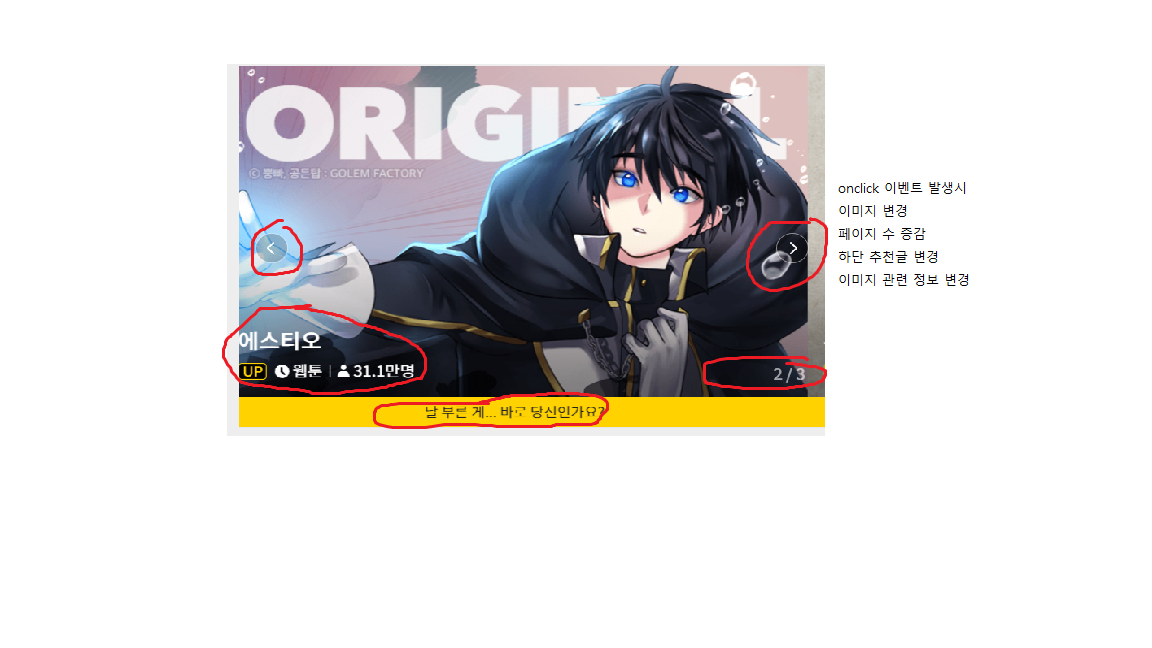 ORIGINAL
© 뽕빠, 공든탑 : GOLEM FACTORY
onclick 이벤트 발생시
이미지 변경
페이지 수 증감
하단 추천글 변경
이미지 관련 정보 변경
에스티오
UP 웹툰 | 31.1만명
2 / 3
날 부른 게... 바로 당신인가요?